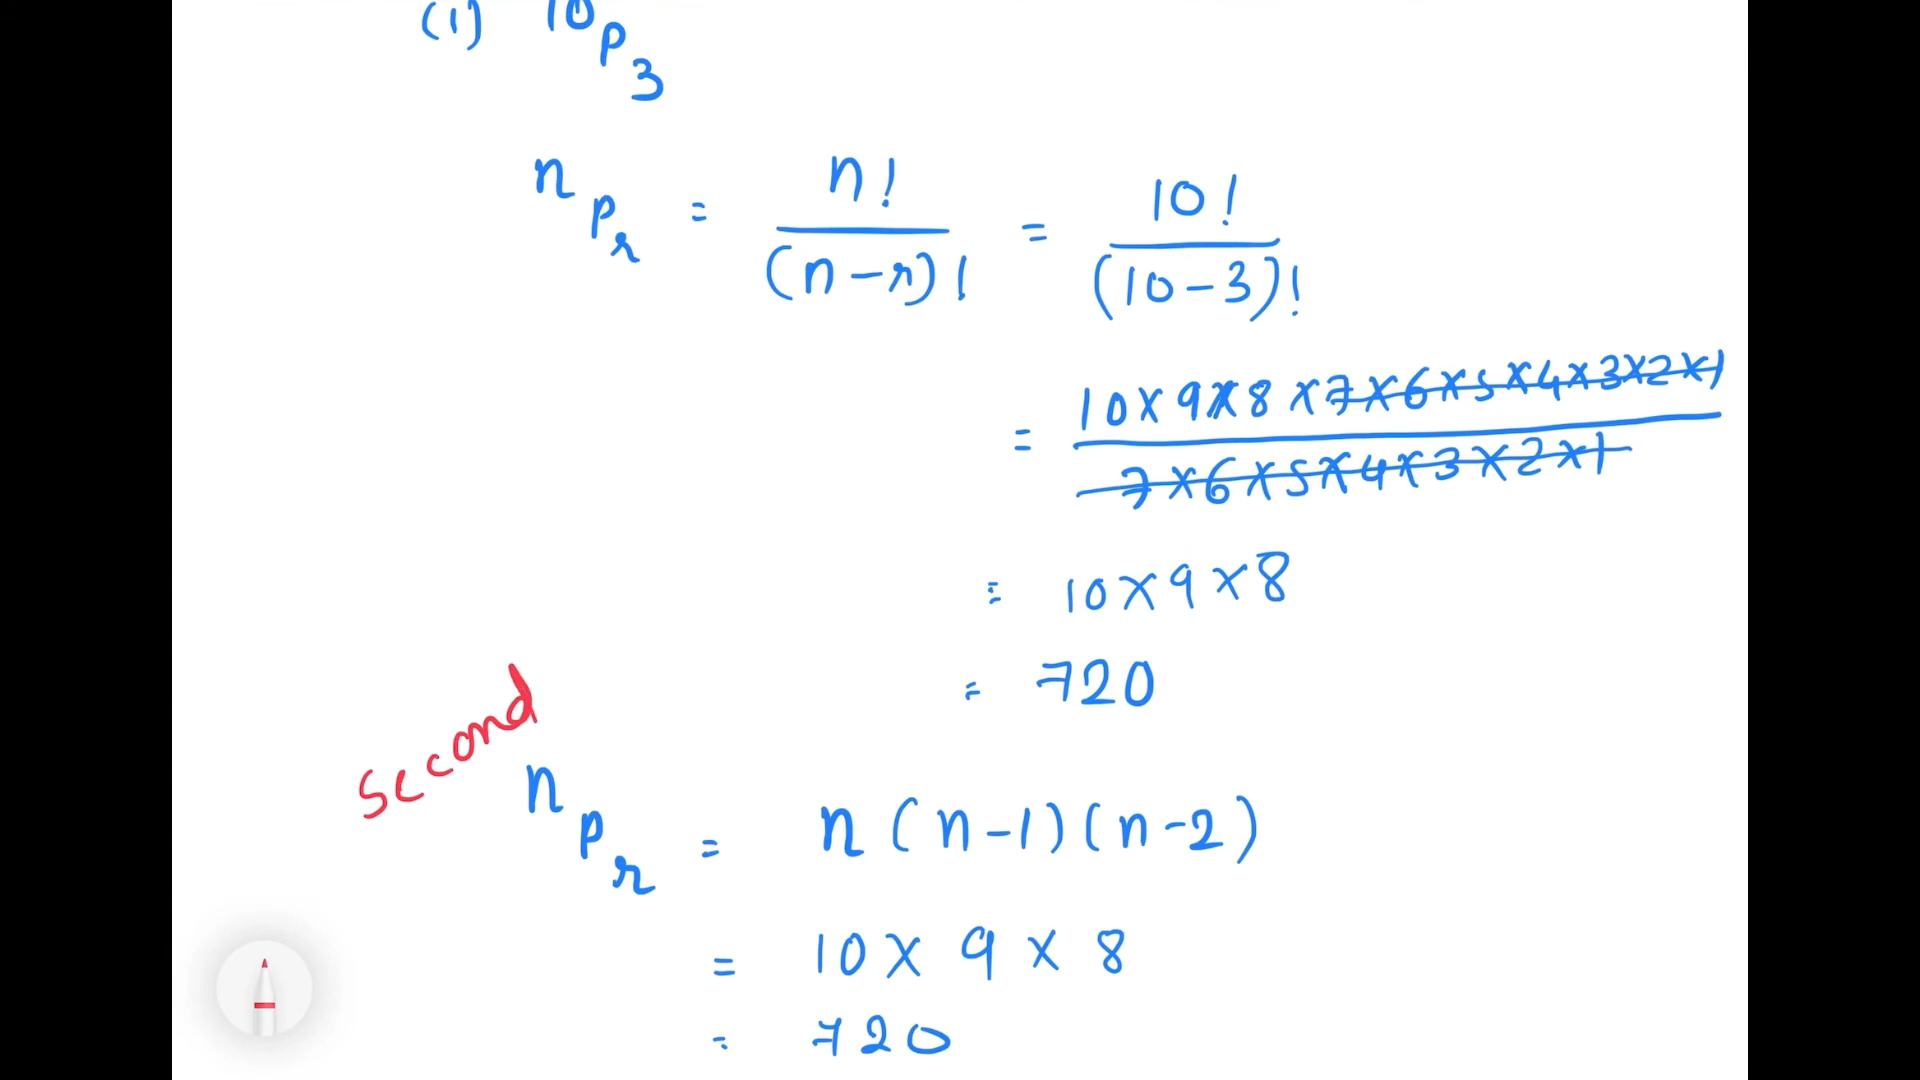 (1) 10P3
nPr = n! / (n-r)! = 10! / (10-3)!
= 10×9×8×7×6×5×4×3×2×1 / 7×6×5×4×3×2×1
= 10×9×8
= 720
Second
nPr = n(n-1)(n-2)
= 10×9×8
= 720